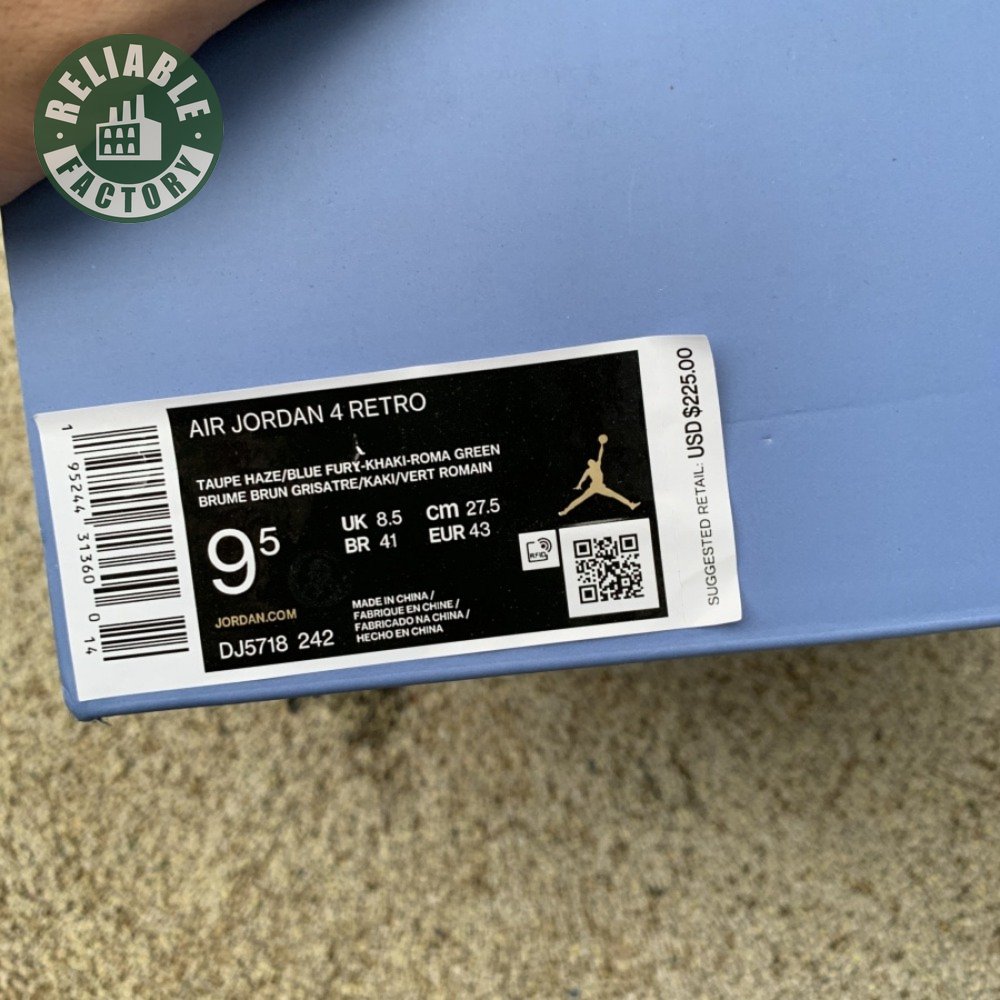 RELIABLE
FACTORY
AIR JORDAN 4 RETRO
TAUPE HAZE/BLUE FURY-KHAKI-ROMA GREEN
BRUME BRUN GRISATRE/KAKI/VERT ROMAIN
9⁵
UK 8.5
CM 27.5
BR 41
EUR 43
RFID
JORDAN.COM
DJ5718 242
MADE IN CHINA /
FABRIQUE EN CHINE /
FABRICADO NA CHINA /
HECHO EN CHINA
1 95244 31360 0 14
SUGGESTED RETAIL: USD $225.00